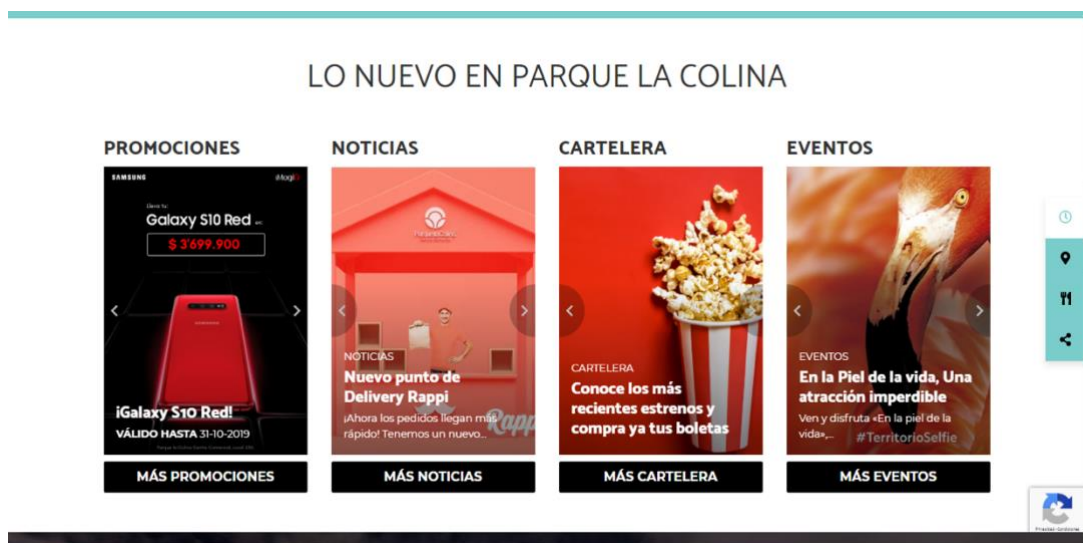 LO NUEVO EN PARQUE LA COLINA
PROMOCIONES
SAMSUNG
Galaxy S10 Red
$ 3'699.900
SAMSUNG
¡Galaxy S10 Red!
VÁLIDO HASTA 31-10-2019
MÁS PROMOCIONES
NOTICIAS
NOTICIAS
Nuevo punto de
Delivery Rappi
¡Ahora los pedidos llegan más
rápido! Tenemos un nuevo...
Rapp
MÁS NOTICIAS
CARTELERA
CARTELERA
Conoce los más
recientes estrenos y
compra ya tus boletas
MÁS CARTELERA
EVENTOS
EVENTOS
En la Piel de la vida, Una
atracción imperdible
Ven y disfruta «En la piel de la
vida»,...
#TerritorioSelfie
MÁS EVENTOS